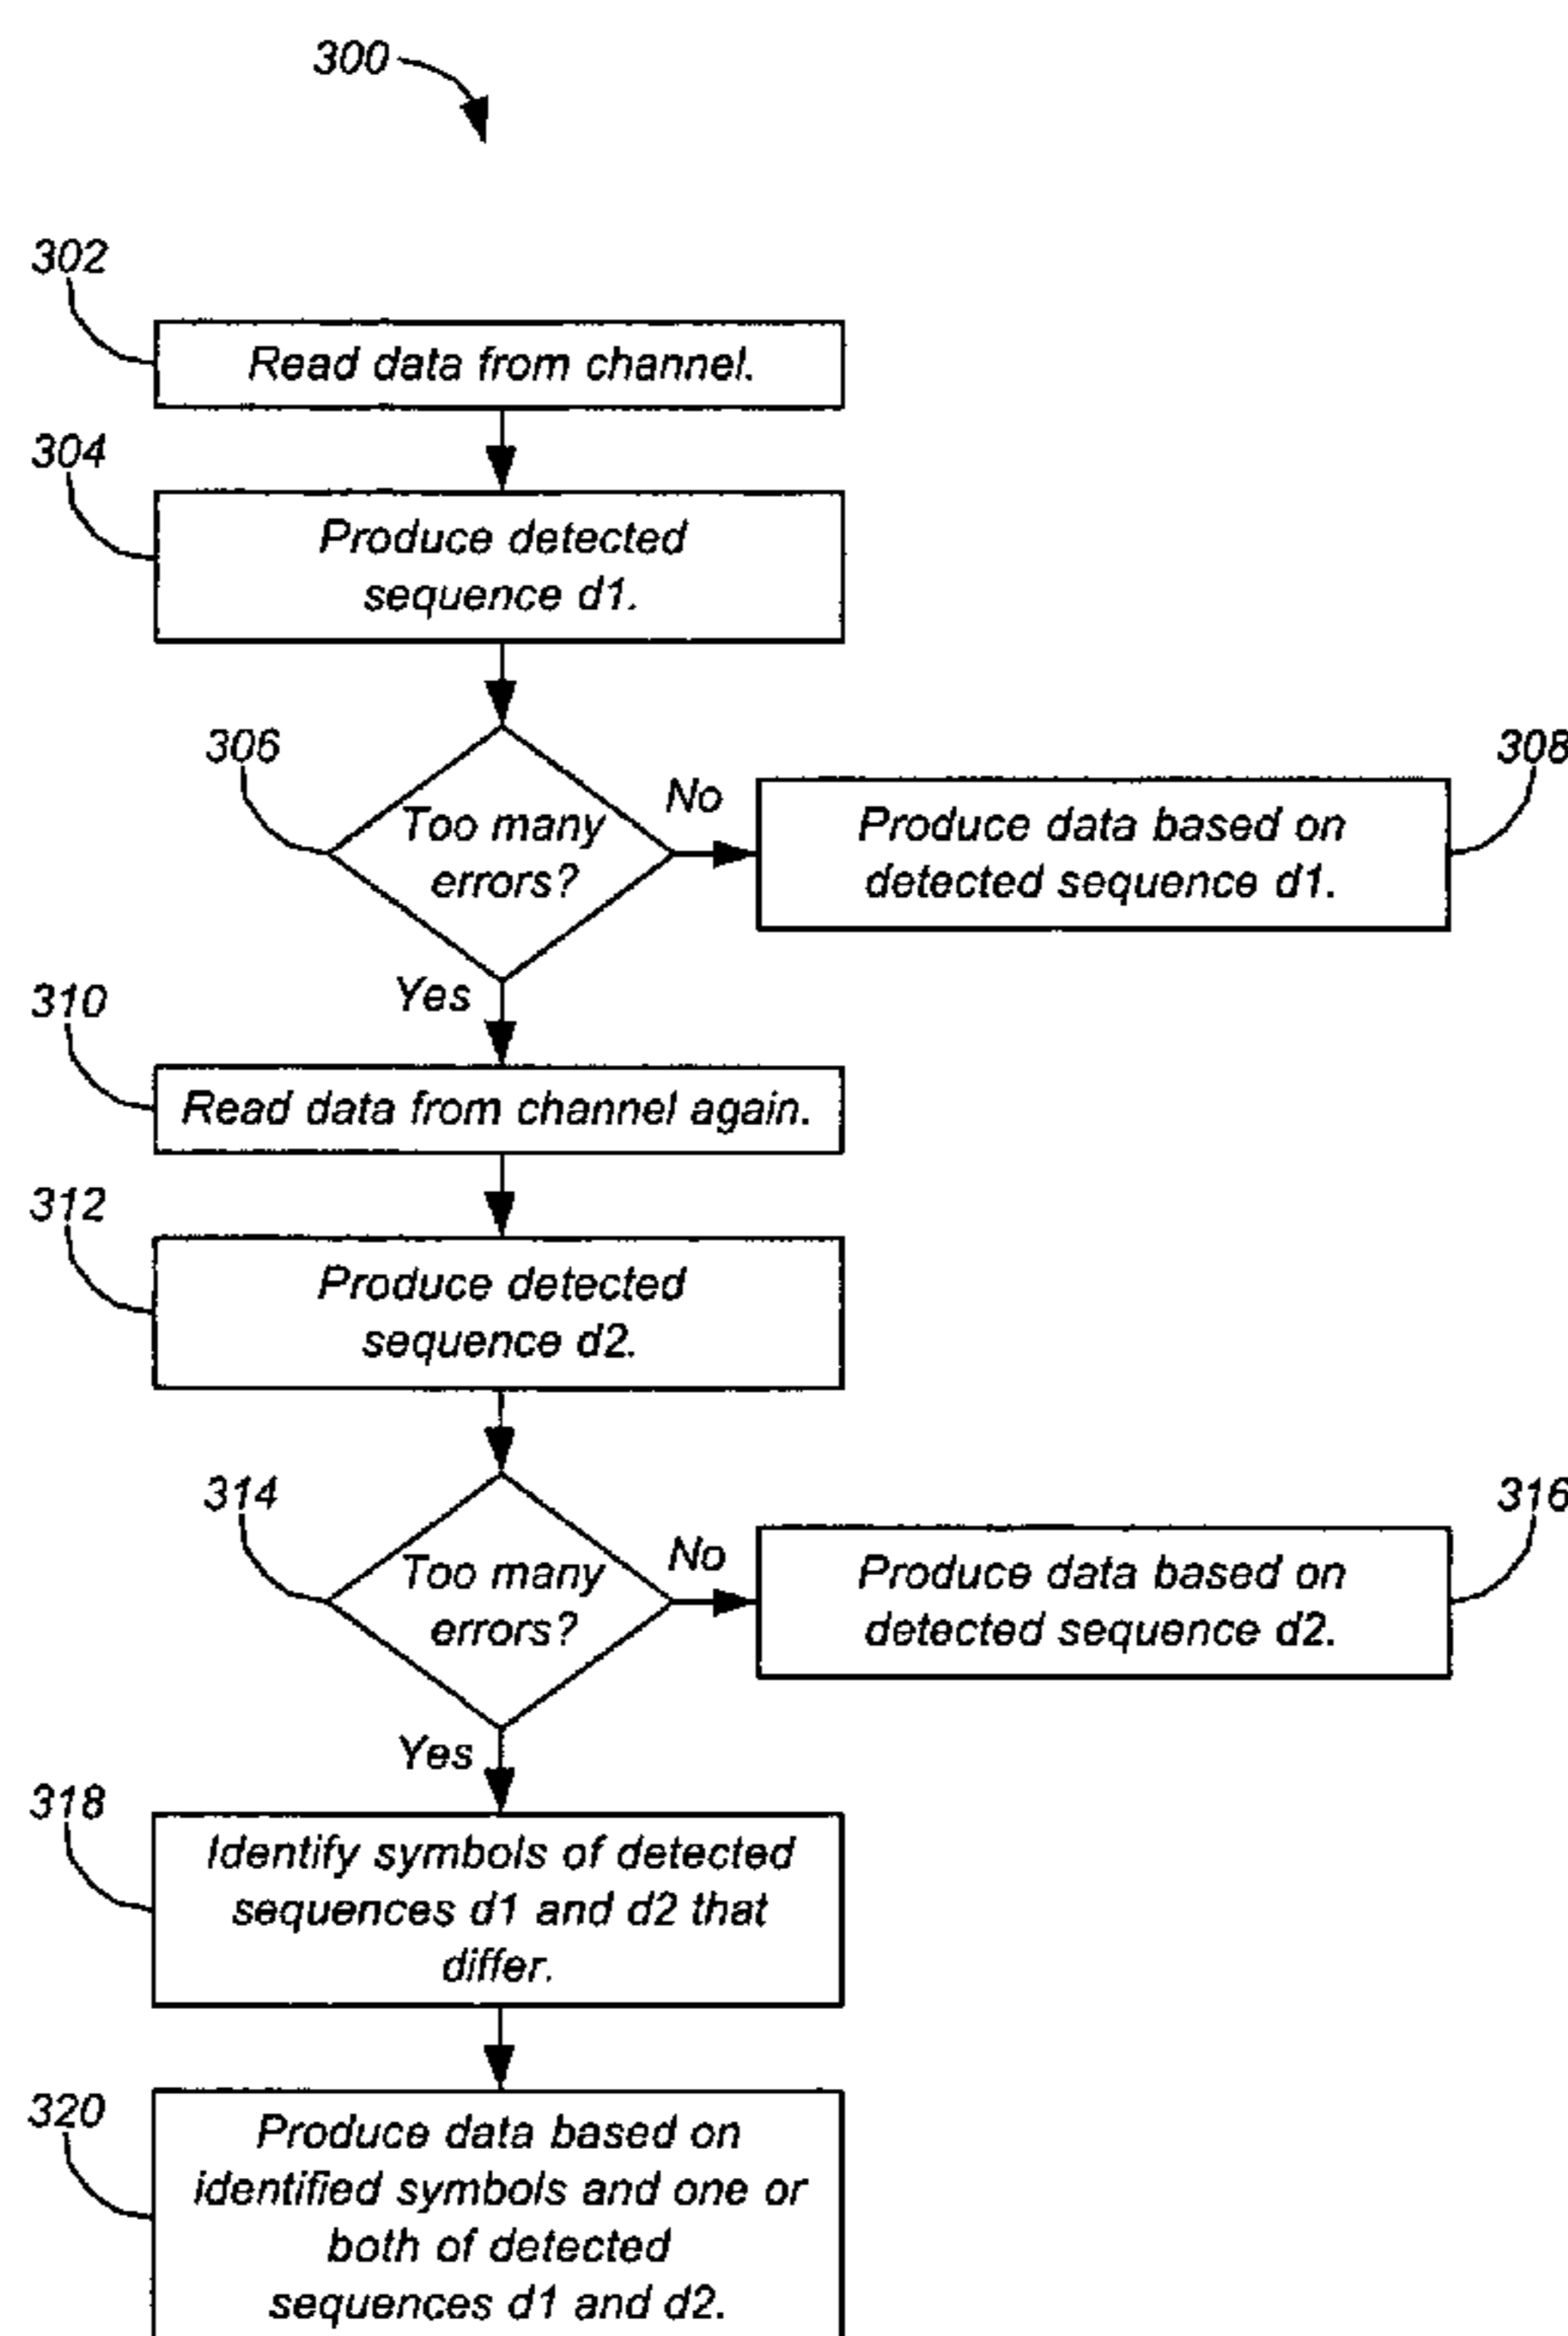 300
302
Read data from channel.
304
Produce detected
sequence d1.
306
Too many
errors?
No
308
Produce data based on
detected sequence d1.
Yes
310
Read data from channel again.
312
Produce detected
sequence d2.
314
Too many
errors?
No
316
Produce data based on
detected sequence d2.
Yes
318
Identify symbols of detected
sequences d1 and d2 that
differ.
320
Produce data based on
identified symbols and one or
both of detected
sequences d1 and d2.